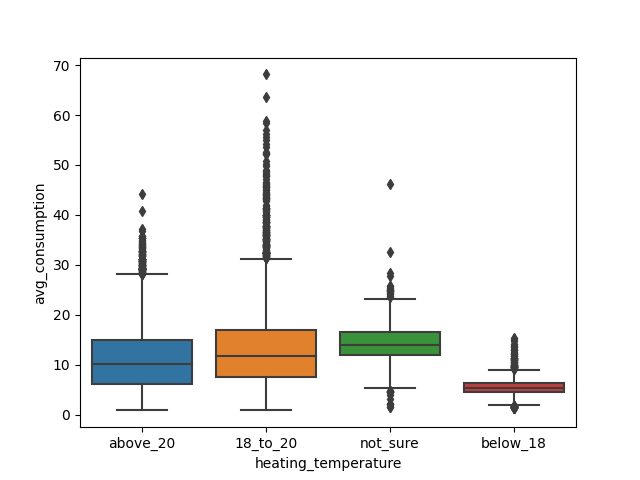 70
60
50
40
30
20
10
0
avg_consumption
above_20
18_to_20
not_sure
below_18
heating_temperature